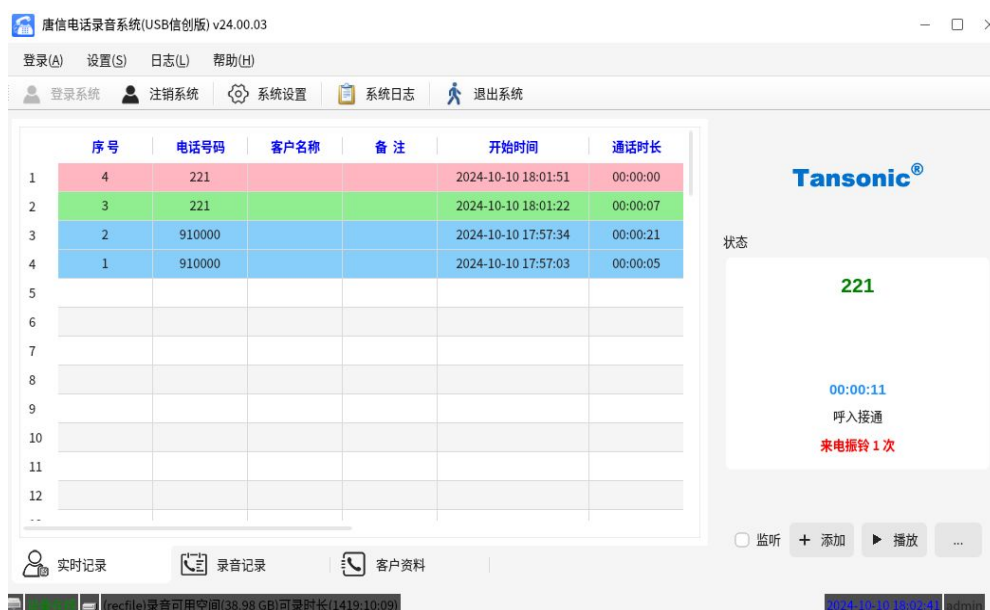 唐信电话录音系统(USB信创版) v24.00.03
登录(A) 设置(S) 日志(L) 帮助(H)
登录系统 注销系统 系统设置 系统日志 退出系统
序号 电话号码 客户名称 备 注 开始时间 通话时长
1 4 221 2024-10-10 18:01:51 00:00:00
2 3 221 2024-10-10 18:01:22 00:00:07
3 2 910000 2024-10-10 17:57:34 00:00:21
4 1 910000 2024-10-10 17:57:03 00:00:05
5
6
7
8
9
10
11
12
Tansonic®
状态
221
00:00:11
呼入接通
来电振铃 1 次
监听 添加 播放 ...
实时记录 录音记录 客户资料
(recfile)录音可用空间(38.98 GB)可录时长(1419:10:09) 2024-10-10 18:02:41 admin